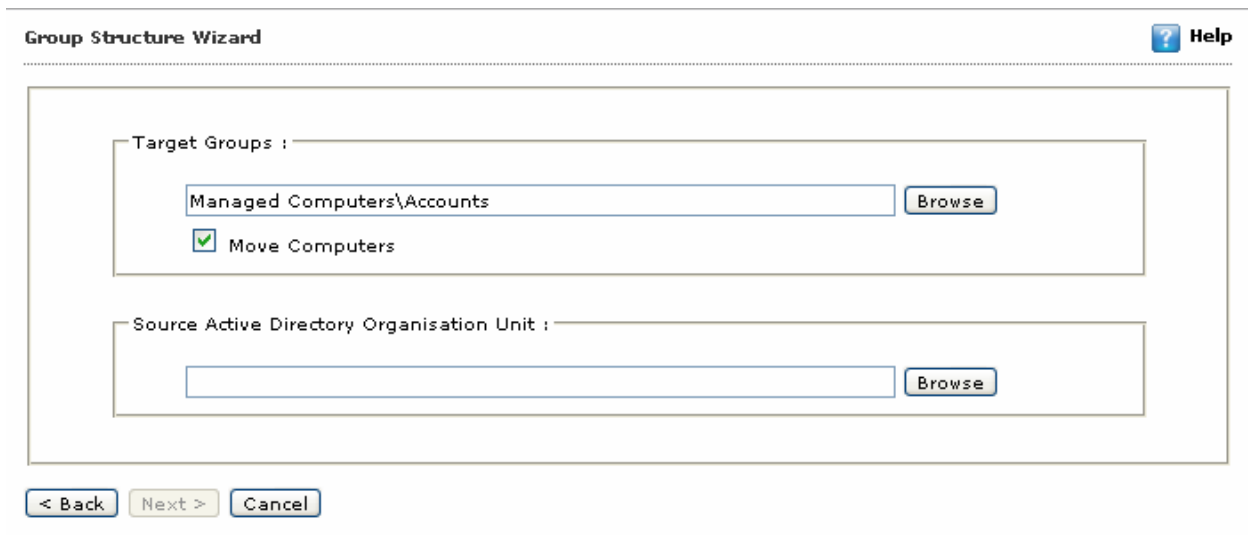 Group Structure Wizard
? Help
Target Groups :
Managed Computers\Accounts
Browse
Move Computers
Source Active Directory Organisation Unit :
Browse
< Back
Next >
Cancel